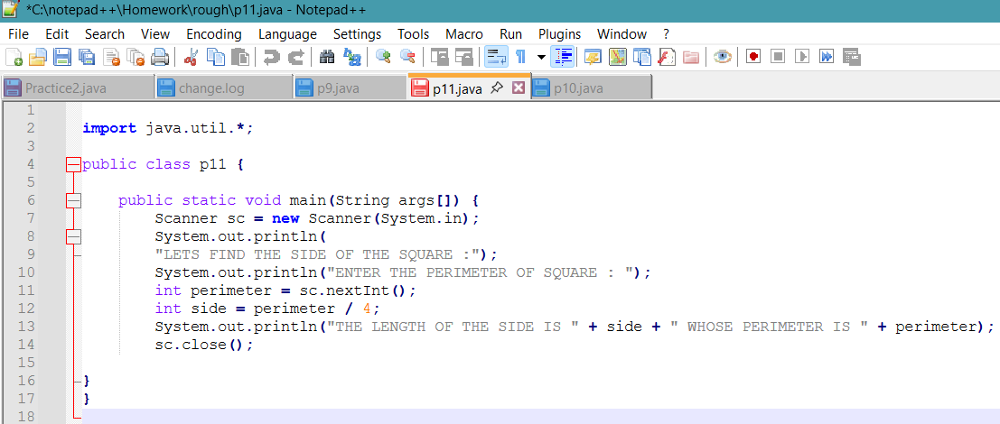 *C:\notepad++\Homework\rough\p11.java - Notepad++
File Edit Search View Encoding Language Settings Tools Macro Run Plugins Window ?
Practice2.java change.log p9.java p11.java p10.java
1
2 import java.util.*;
3
4 public class p11 {
5
6 public static void main(String args[]) {
7 Scanner sc = new Scanner(System.in);
8 System.out.println(
9 "LETS FIND THE SIDE OF THE SQUARE :");
10 System.out.println("ENTER THE PERIMETER OF SQUARE : ");
11 int perimeter = sc.nextInt();
12 int side = perimeter / 4;
13 System.out.println("THE LENGTH OF THE SIDE IS " + side + " WHOSE PERIMETER IS " + perimeter);
14 sc.close();
15
16 }
17 }
18